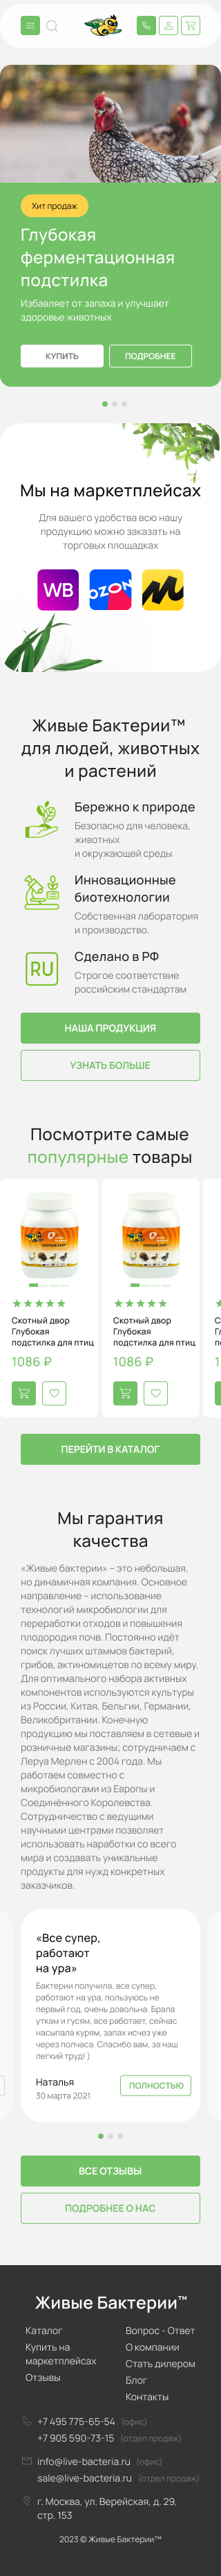 Хит продаж
Глубокая
ферментационная
подстилка
Избавляет от запаха и улучшает
здоровье животных
КУПИТЬ
ПОДРОБНЕЕ
Мы на маркетплейсах
Для вашего удобства всю нашу
продукцию можно заказать на
торговых площадках
WB
OZON
Живые Бактерии™
для людей, животных
и растений
Бережно к природе
Безопасно для человека,
животных
и окружающей среды
Инновационные
биотехнологии
Собственная лаборатория
и производство.
RU
Сделано в РФ
Строгое соответствие
российским стандартам
НАША ПРОДУКЦИЯ
УЗНАТЬ БОЛЬШЕ
Посмотрите самые
популярные товары
Скотный двор
Глубокая
подстилка для птиц
1086 ₽
Скотный двор
Глубокая
подстилка для птиц
1086 ₽
ПЕРЕЙТИ В КАТАЛОГ
Мы гарантия
качества
«Живые бактерии» – это небольшая,
но динамичная компания. Основное
направление – использование
технологий микробиологии для
переработки отходов и повышения
плодородия почв. Постоянно идёт
поиск лучших штаммов бактерий,
грибов, актиномицетов по всему миру.
Для оптимального набора активных
компонентов используются культуры
из России, Китая, Бельгии, Германии,
Великобритании. Конечную
продукцию мы поставляем в сетевые и
розничные магазины; сотрудничаем с
Леруа Мерлен с 2004 года. Мы
работаем совместно с
микробиологами из Европы и
Соединённого Королевства.
Сотрудничество с ведущими
научными центрами позволяет
использовать наработки со всего
мира и создавать уникальные
продукты для нужд конкретных
заказчиков.
«Все супер,
работают
на ура»
Бактерии получила, все супер,
работают на ура, пользуюсь не
первый год, очень довольна. Брала
уткам и гусям, все работает, сейчас
насыпала курям, запах исчез уже
через полчаса. Спасибо вам, за наш
легкий труд! )
Наталья
30 марта 2021
ПОЛНОСТЬЮ
ВСЕ ОТЗЫВЫ
ПОДРОБНЕЕ О НАС
Живые Бактерии™
Каталог
Купить на
маркетплейсах
Отзывы
Вопрос - Ответ
О компании
Стать дилером
Блог
Контакты
+7 495 775-65-54 (офис)
+7 905 590-73-15 (отдел продаж)
info@live-bacteria.ru (офис)
sale@live-bacteria.ru (отдел продаж)
г. Москва, ул. Верейская, д. 29,
стр. 153
2023 © Живые Бактерии™